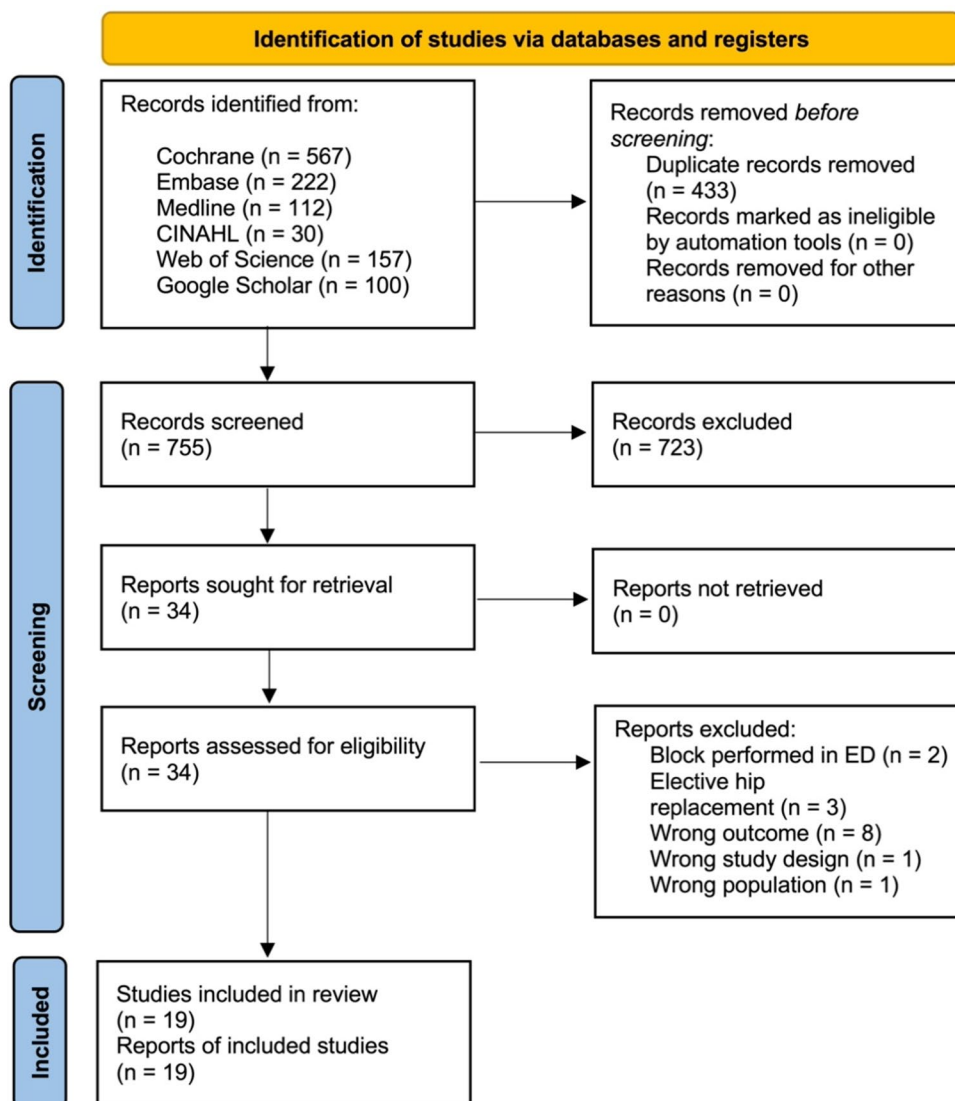 Identification of studies via databases and registers
Identification
Records identified from:
Cochrane (n = 567)
Embase (n = 222)
Medline (n = 112)
CINAHL (n = 30)
Web of Science (n = 157)
Google Scholar (n = 100)
Records removed before
screening:
Duplicate records removed
(n = 433)
Records marked as ineligible
by automation tools (n = 0)
Records removed for other
reasons (n = 0)
Screening
Records screened
(n = 755)
Records excluded
(n = 723)
Reports sought for retrieval
(n = 34)
Reports not retrieved
(n = 0)
Reports assessed for eligibility
(n = 34)
Reports excluded:
Block performed in ED (n = 2)
Elective hip
replacement (n = 3)
Wrong outcome (n = 8)
Wrong study design (n = 1)
Wrong population (n = 1)
Included
Studies included in review
(n = 19)
Reports of included studies
(n = 19)